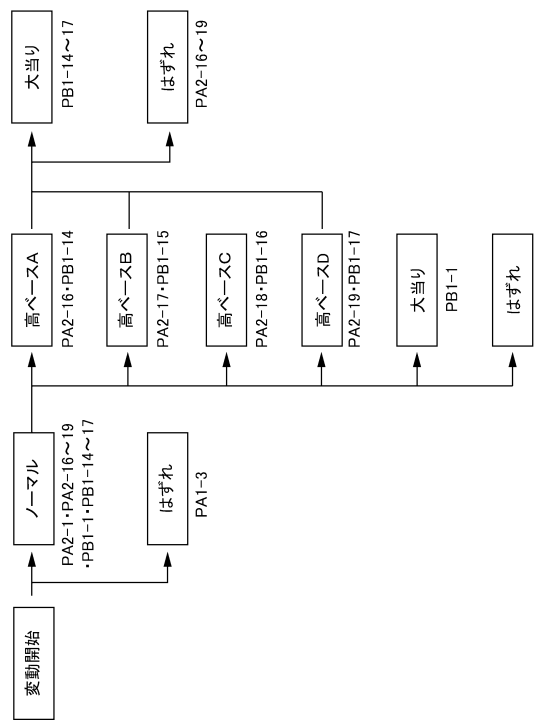 変動開始
ノーマル
PA2-1・PA2-16～19
・PB1-1・PB1-14～17
はずれ
PA1-3
高ベースA
PA2-16・PB1-14
高ベースB
PA2-17・PB1-15
高ベースC
PA2-18・PB1-16
高ベースD
PA2-19・PB1-17
大当り
PB1-1
はずれ
大当り
PB1-14～17
はずれ
PA2-16～19